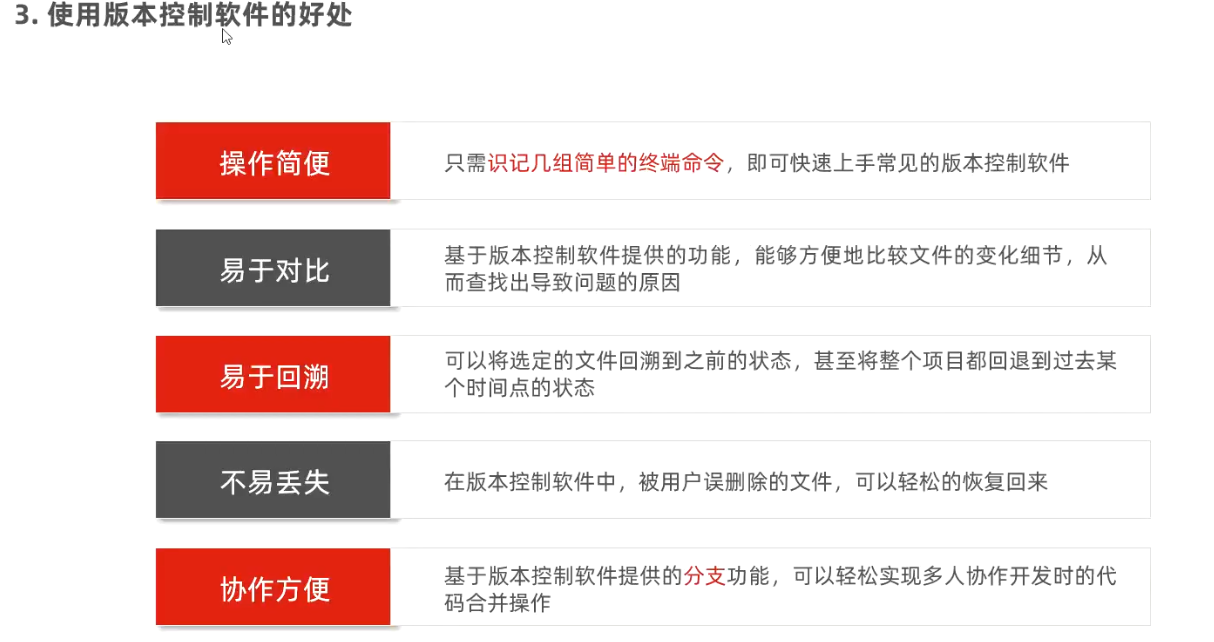 3. 使用版本控制软件的好处
操作简便
只需识记几组简单的终端命令，即可快速上手常见的版本控制软件
易于对比
基于版本控制软件提供的功能，能够方便地比较文件的变化细节，从
而查找出导致问题的原因
易于回溯
可以将选定的文件回溯到之前的状态，甚至将整个项目都回退到过去某
个时间点的状态
不易丢失
在版本控制软件中，被用户误删除的文件，可以轻松的恢复回来
协作方便
基于版本控制软件提供的分支功能，可以轻松实现多人协作开发时的代
码合并操作